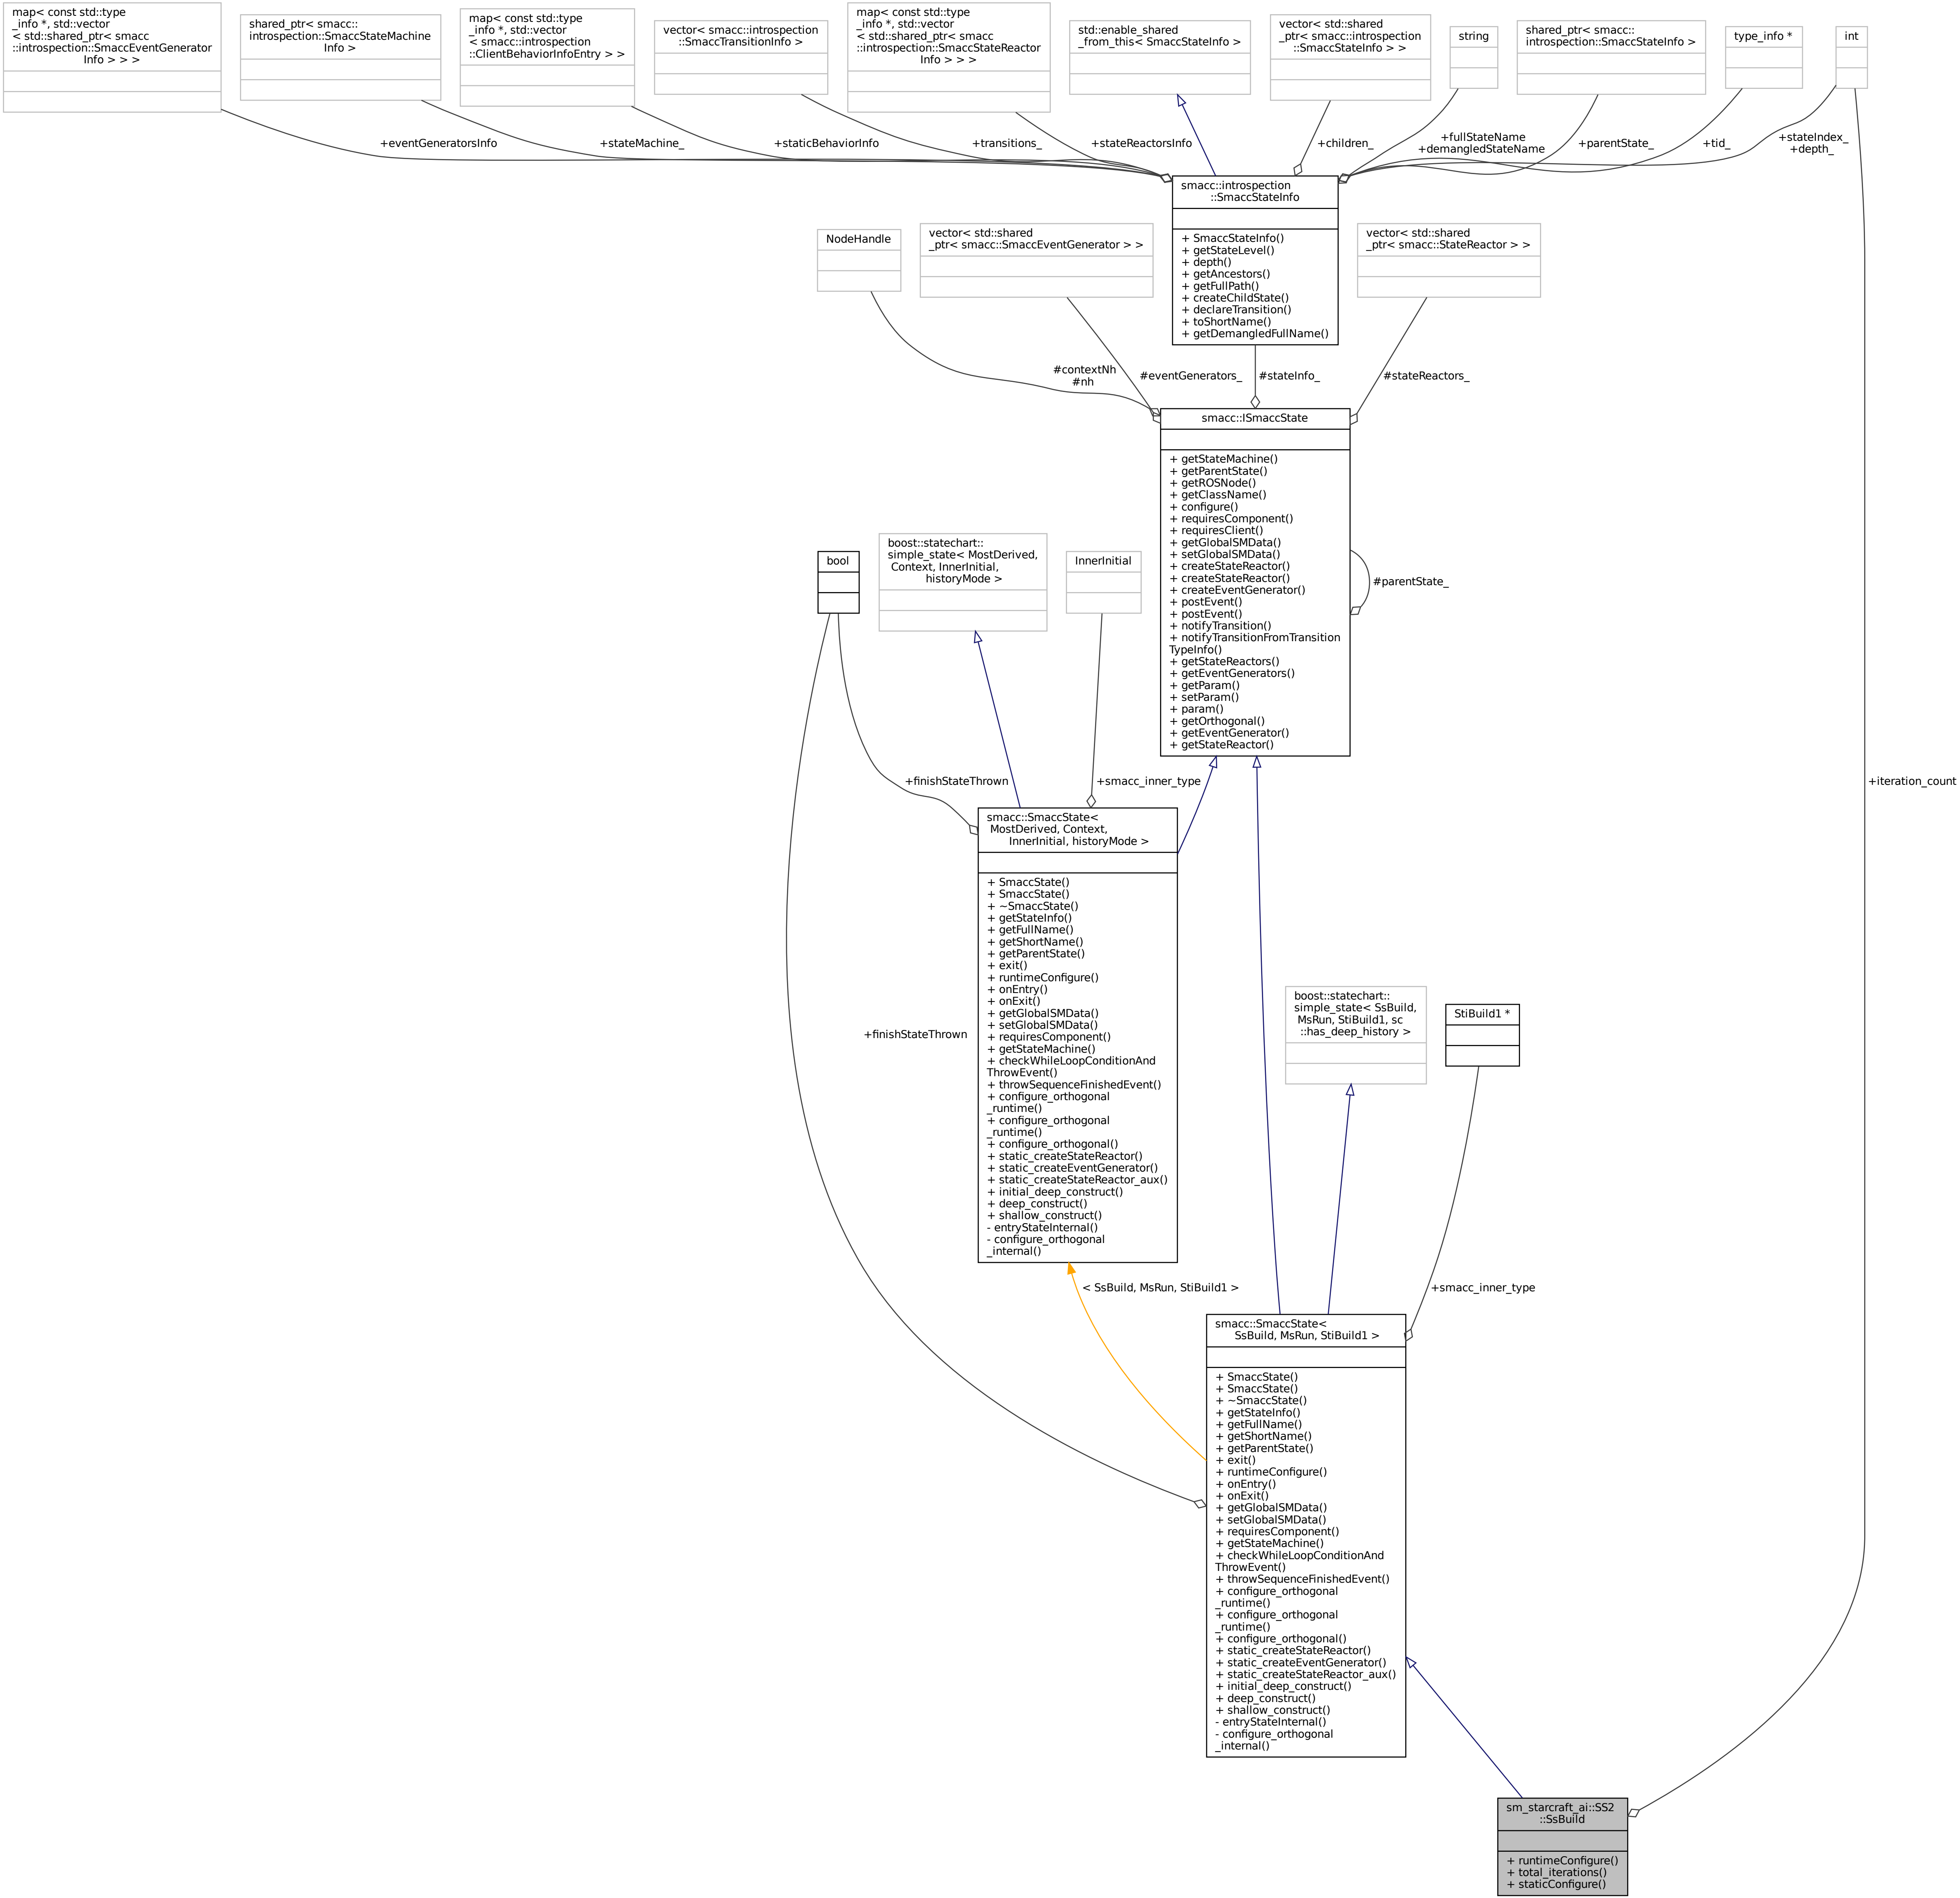 map< const std::type
_info *, std::vector
< std::shared_ptr< smacc
::introspection::SmaccEventGenerator
Info > > >
shared_ptr< smacc::
introspection::SmaccStateMachine
Info >
map< const std::type
_info *, std::vector
< smacc::introspection
::ClientBehaviorInfoEntry > >
vector< smacc::introspection
::SmaccTransitionInfo >
map< const std::type
_info *, std::vector
< std::shared_ptr< smacc
::introspection::SmaccStateReactor
Info > > >
std::enable_shared
_from_this< SmaccStateInfo >
vector< std::shared
_ptr< smacc::introspection
::SmaccStateInfo > >
string
shared_ptr< smacc::
introspection::SmaccStateInfo >
type_info *
int
+eventGeneratorsInfo
+stateMachine_
+staticBehaviorInfo
+transitions_
+stateReactorsInfo
+children_
+fullStateName
+demangledStateName
+parentState_
+tid_
+stateIndex_
+depth_
smacc::introspection
::SmaccStateInfo
+ SmaccStateInfo()
+ getStateLevel()
+ depth()
+ getAncestors()
+ getFullPath()
+ createChildState()
+ declareTransition()
+ toShortName()
+ getDemangledFullName()
NodeHandle
vector< std::shared
_ptr< smacc::SmaccEventGenerator > >
vector< std::shared
_ptr< smacc::StateReactor > >
#contextNh
#nh
#eventGenerators_
#stateInfo_
#stateReactors_
smacc::ISmaccState
+ getStateMachine()
+ getParentState()
+ getROSNode()
+ getClassName()
+ configure()
+ requiresComponent()
+ requiresClient()
+ getGlobalSMData()
+ setGlobalSMData()
+ createStateReactor()
+ createStateReactor()
+ createEventGenerator()
+ postEvent()
+ postEvent()
+ notifyTransition()
+ notifyTransitionFromTransition
TypeInfo()
+ getStateReactors()
+ getEventGenerators()
+ getParam()
+ setParam()
+ param()
+ getOrthogonal()
+ getEventGenerator()
+ getStateReactor()
#parentState_
bool
boost::statechart::
simple_state< MostDerived,
Context, InnerInitial,
historyMode >
InnerInitial
+finishStateThrown
+smacc_inner_type
+iteration_count
smacc::SmaccState<
MostDerived, Context,
InnerInitial, historyMode >
+ SmaccState()
+ SmaccState()
+ ~SmaccState()
+ getStateInfo()
+ getFullName()
+ getShortName()
+ getParentState()
+ exit()
+ runtimeConfigure()
+ onEntry()
+ onExit()
+ getGlobalSMData()
+ setGlobalSMData()
+ requiresComponent()
+ getStateMachine()
+ checkWhileLoopConditionAnd
ThrowEvent()
+ throwSequenceFinishedEvent()
+ configure_orthogonal
_runtime()
+ configure_orthogonal
_runtime()
+ configure_orthogonal()
+ static_createStateReactor()
+ static_createEventGenerator()
+ static_createStateReactor_aux()
+ initial_deep_construct()
+ deep_construct()
+ shallow_construct()
- entryStateInternal()
- configure_orthogonal
_internal()
+finishStateThrown
boost::statechart::
simple_state< SsBuild,
MsRun, StiBuild1, sc
::has_deep_history >
StiBuild1 *
< SsBuild, MsRun, StiBuild1 >
+smacc_inner_type
smacc::SmaccState<
SsBuild, MsRun, StiBuild1 >
+ SmaccState()
+ SmaccState()
+ ~SmaccState()
+ getStateInfo()
+ getFullName()
+ getShortName()
+ getParentState()
+ exit()
+ runtimeConfigure()
+ onEntry()
+ onExit()
+ getGlobalSMData()
+ setGlobalSMData()
+ requiresComponent()
+ getStateMachine()
+ checkWhileLoopConditionAnd
ThrowEvent()
+ throwSequenceFinishedEvent()
+ configure_orthogonal
_runtime()
+ configure_orthogonal
_runtime()
+ configure_orthogonal()
+ static_createStateReactor()
+ static_createEventGenerator()
+ static_createStateReactor_aux()
+ initial_deep_construct()
+ deep_construct()
+ shallow_construct()
- entryStateInternal()
- configure_orthogonal
_internal()
sm_starcraft_ai::SS2
::SsBuild
+ runtimeConfigure()
+ total_iterations()
+ staticConfigure()